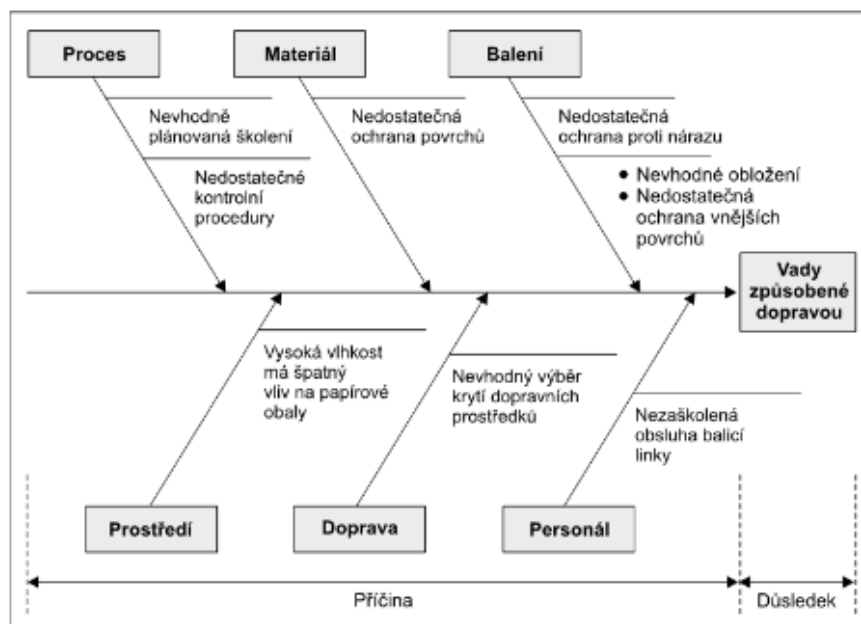 Proces
Materiál
Balení
Nevhodně
plánovaná školení
Nedostatečné
kontrolní
procedury
Nedostatečná
ochrana povrchů
Nedostatečná
ochrana proti nárazu
● Nevhodné obložení
● Nedostatečná
ochrana vnějších
povrchů
Vady
způsobené
dopravou
Vysoká vlhkost
má špatný
vliv na papírové
obaly
Nevhodný výběr
krytí dopravních
prostředků
Nezaškolená
obsluha balicí
linky
Prostředí
Doprava
Personál
Příčina
Důsledek